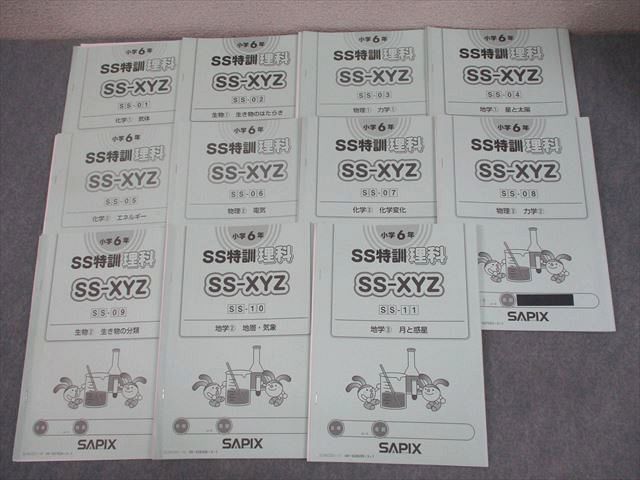 小学6年
SS特訓理科
SS-XYZ
SS-01
化学① 気体
小学6年
SS特訓理科
SS-XYZ
SS-02
生物① 生き物のはたらき
小学6年
SS特訓理科
SS-XYZ
SS-03
物理① 力学①
小学6年
SS特訓理科
SS-XYZ
SS-04
地学① 星と太陽
小学6年
SS特訓理科
SS-XYZ
SS-05
化学② エネルギー
小学6年
SS特訓理科
SS-XYZ
SS-06
物理② 電気
小学6年
SS特訓理科
SS-XYZ
SS-07
化学③ 化学変化
小学6年
SS特訓理科
SS-XYZ
SS-08
物理③ 力学②
SAPIX
小学6年
SS特訓理科
SS-XYZ
SS-09
生物② 生き物の分類
SAPIX
小学6年
SS特訓理科
SS-XYZ
SS-10
地学② 地層・気象
SAPIX
小学6年
SS特訓理科
SS-XYZ
SS-11
地学③ 月と惑星
SAPIX